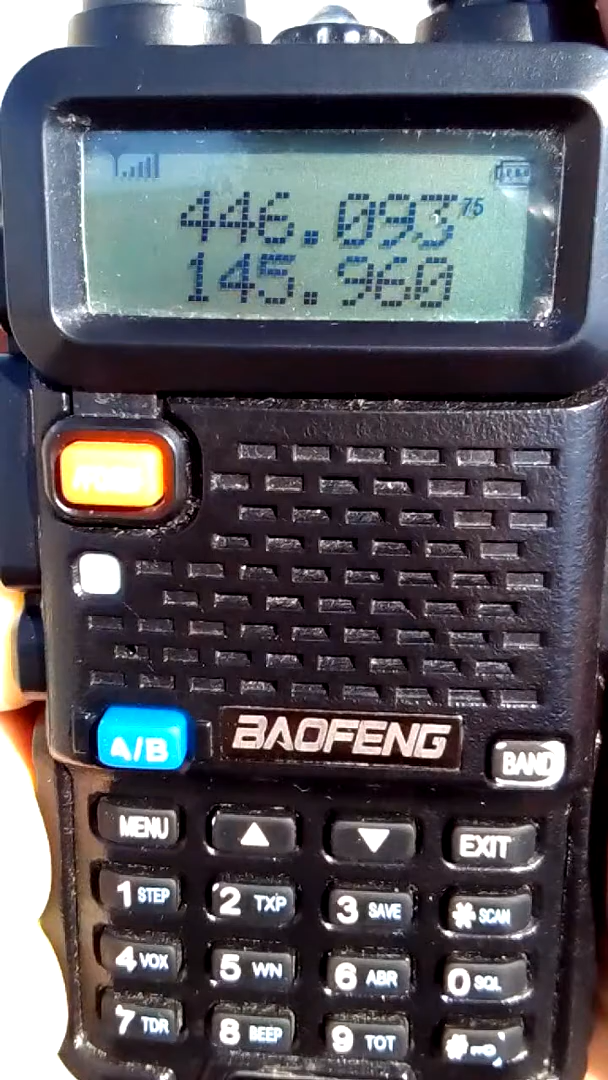 446.093 75
145.960
A/B BAOFENG BAND
MENU ▲ ▼ EXIT
1 STEP 2 TXP 3 SAVE * SCAN
4 VOX 5 WN 6 ABR 0 SQL
7 TDR 8 BEEP 9 TOT #